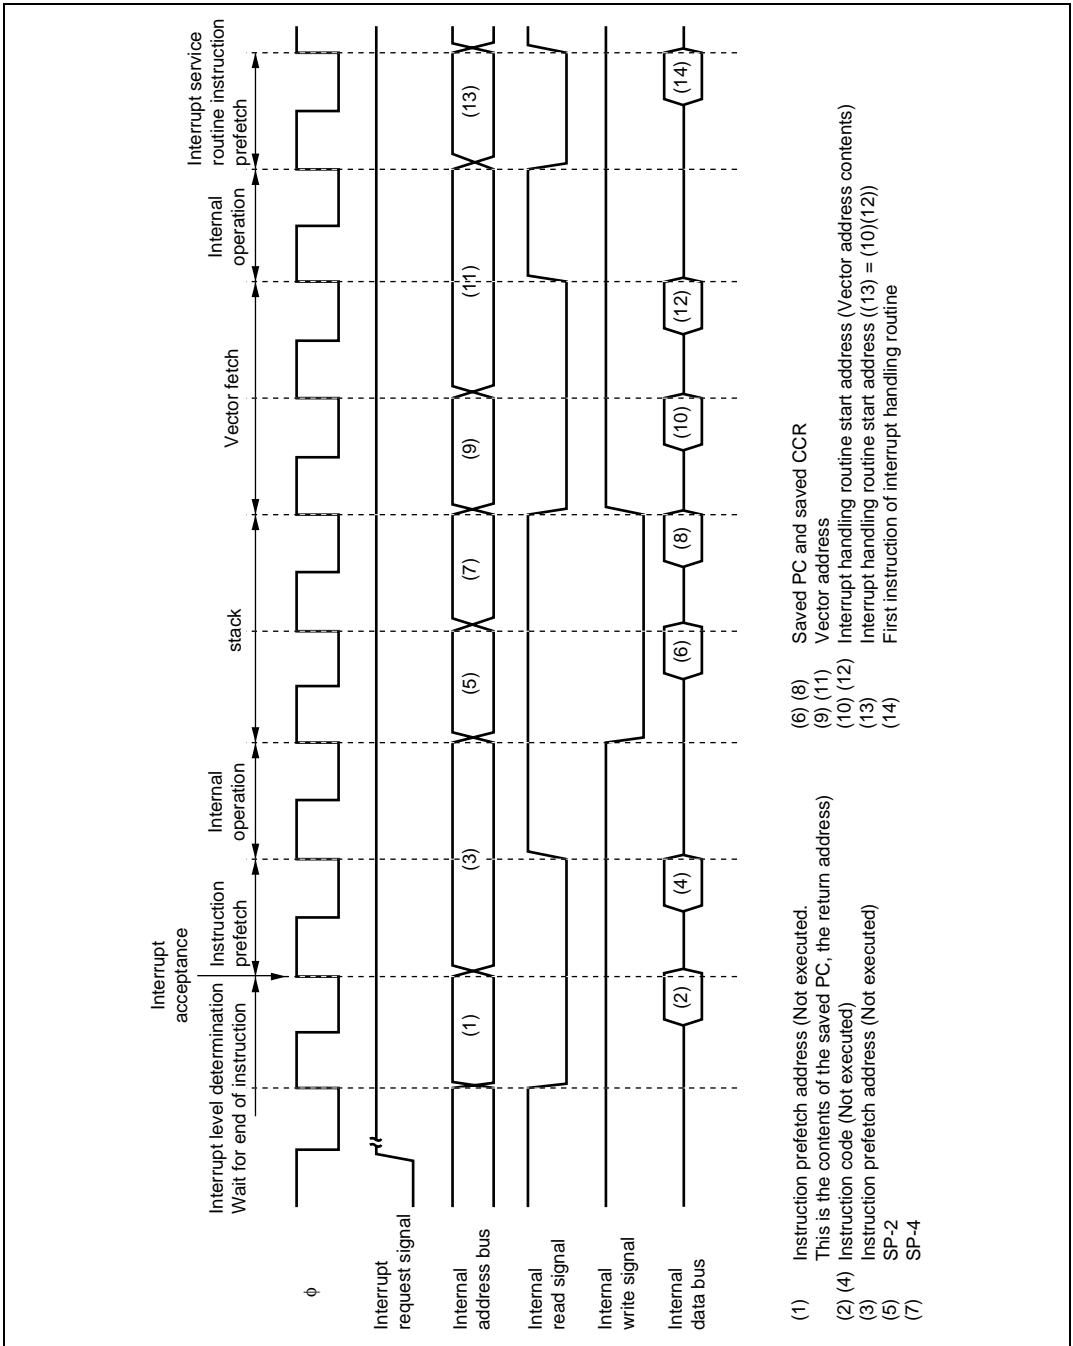 Interrupt level determination
Wait for end of instruction
Interrupt
acceptance
Instruction
prefetch
Internal
operation
stack
Vector fetch
Internal
operation
Interrupt service
routine instruction
prefetch
ϕ
Interrupt
request signal
Internal
address bus
(1)
(3)
(5)
(7)
(9)
(11)
(13)
Internal
read signal
Internal
write signal
Internal
data bus
(2)
(4)
(6)
(8)
(10)
(12)
(14)
(1) Instruction prefetch address (Not executed.
This is the contents of the saved PC, the return address)
(2) (4) Instruction code (Not executed)
(3) Instruction prefetch address (Not executed)
(5) SP-2
(7) SP-4
(6) (8) Saved PC and saved CCR
(9) (11) Vector address
(10) (12) Interrupt handling routine start address (Vector address contents)
(13) Interrupt handling routine start address ((13) = (10)(12))
(14) First instruction of interrupt handling routine